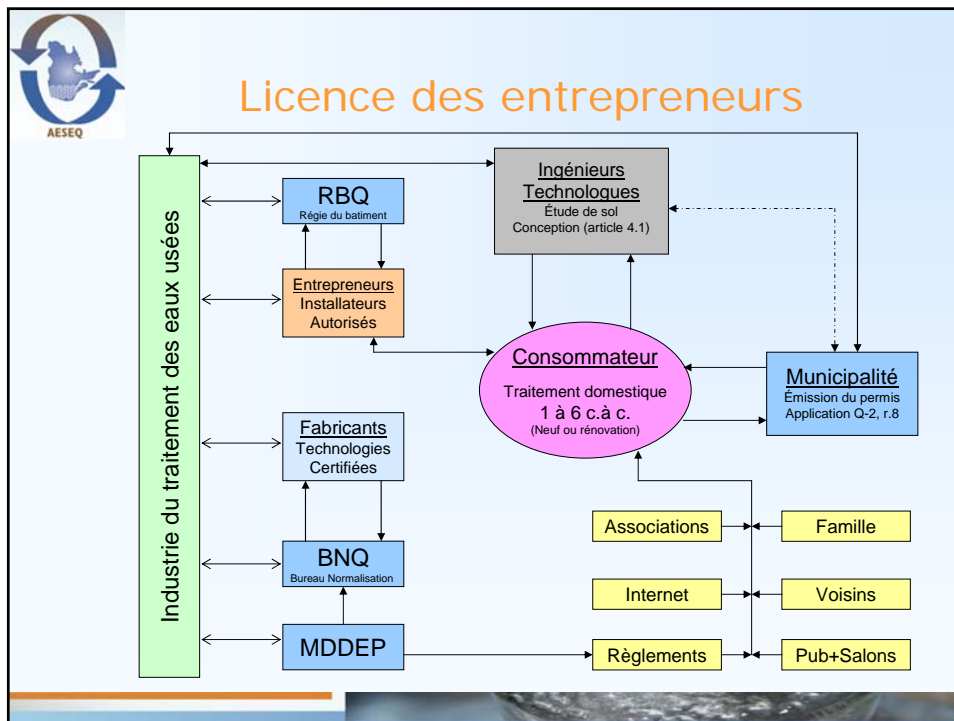 AESEQ
Licence des entrepreneurs
Industrie du traitement des eaux usées
RBQ
Régie du batiment
Entrepreneurs
Installateurs
Autorisés
Fabricants
Technologies
Certifiées
BNQ
Bureau Normalisation
MDDEP
Ingénieurs
Technologues
Étude de sol
Conception (article 4.1)
Consommateur
Traitement domestique
1 à 6 c.à c.
(Neuf ou rénovation)
Municipalité
Émission du permis
Application Q-2, r.8
Associations
Famille
Internet
Voisins
Règlements
Pub+Salons